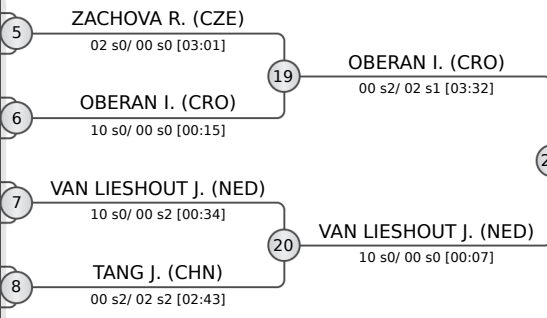 ZACHOVA R. (CZE)
5
02 s0/ 00 s0 [03:01]
OBERAN I. (CRO)
19
00 s2/ 02 s1 [03:32]
OBERAN I. (CRO)
6
10 s0/ 00 s0 [00:15]
VAN LIESHOUT J. (NED)
7
10 s0/ 00 s2 [00:34]
VAN LIESHOUT J. (NED)
20
10 s0/ 00 s0 [00:07]
TANG J. (CHN)
8
00 s2/ 02 s2 [02:43]